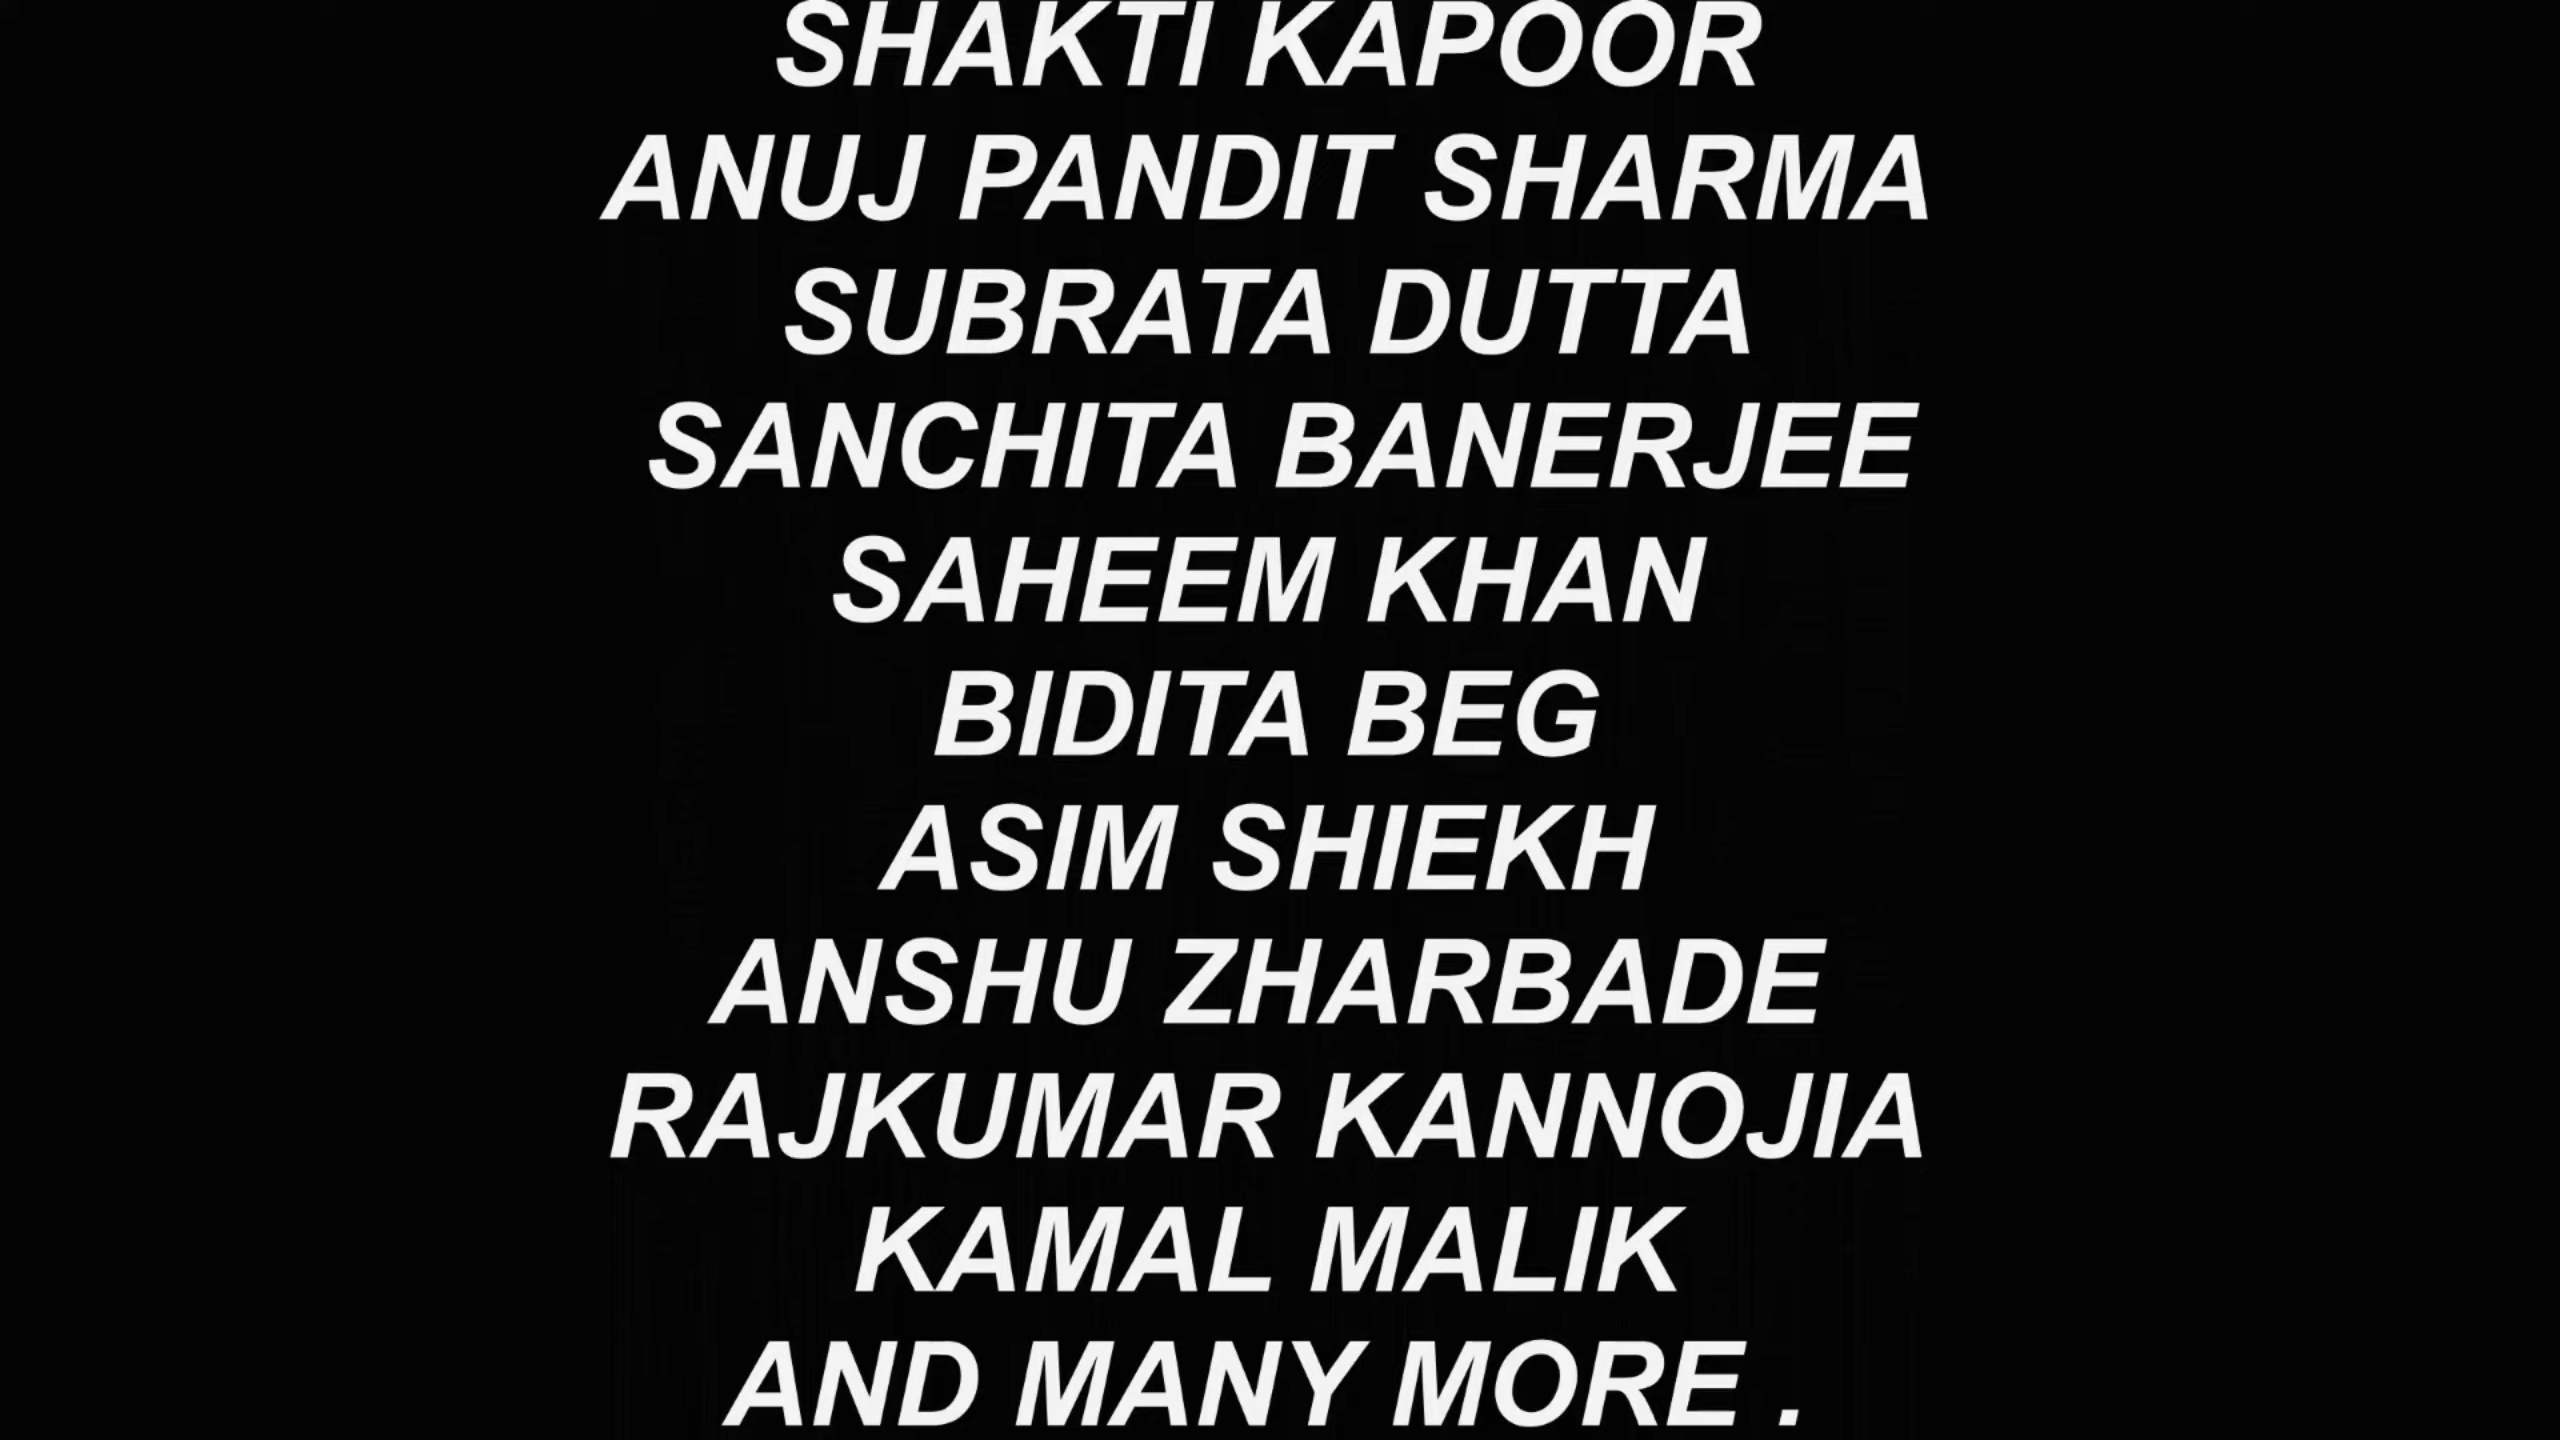 SHAKTI KAPOOR
ANUJ PANDIT SHARMA
SUBRATA DUTTA
SANCHITA BANERJEE
SAHEEM KHAN
BIDITA BEG
ASIM SHIEKH
ANSHU ZHARBADE
RAJKUMAR KANNOJIA
KAMAL MALIK
AND MANY MORE .